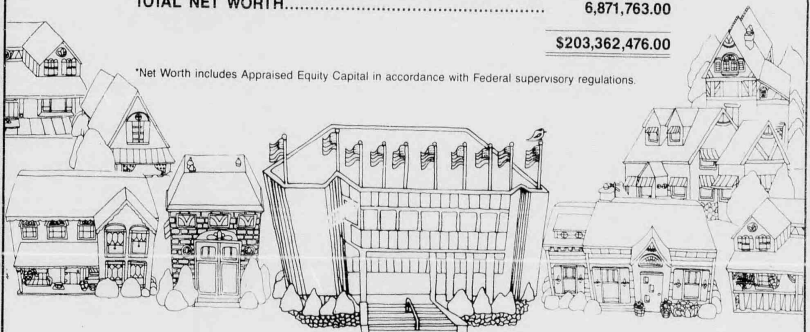 TOTAL NET WORTH........................................................ 6,871,763.00
$203,362,476.00
*Net Worth includes Appraised Equity Capital in accordance with Federal supervisory regulations.